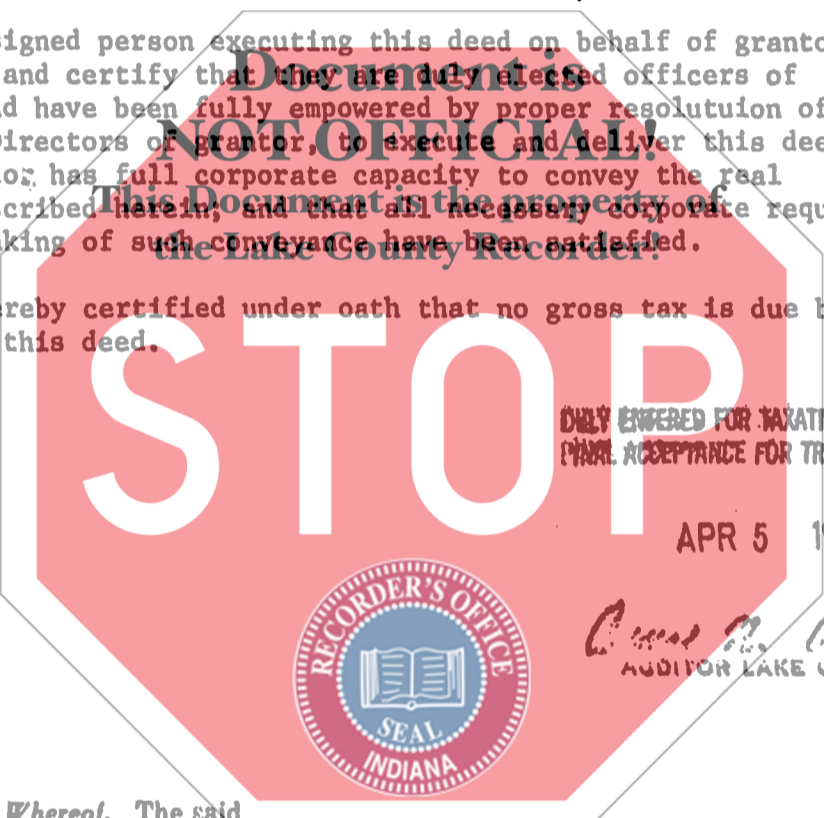 signed person executing this deed on behalf of granto
and certify that they are duly elected officers of
Document is
d have been fully empowered by proper resolutuion of
NOT OFFICIAL!
Directors of grantor, to execute and deliver this dee
or has full corporate capacity to convey the real
This Document is the property of
cribed herein; and that all necessary corporate requ
king of such conveyance have been satisfied.
the Lake County Recorder!
reby certified under oath that no gross tax is due b
this deed.
STOP
DULY ENTERED FOR TAXATI
FINAL ACCEPTANCE FOR TR
APR 5 19
AUDITOR LAKE C
RECORDER'S OFFICE
SEAL
INDIANA
Whereof, The said